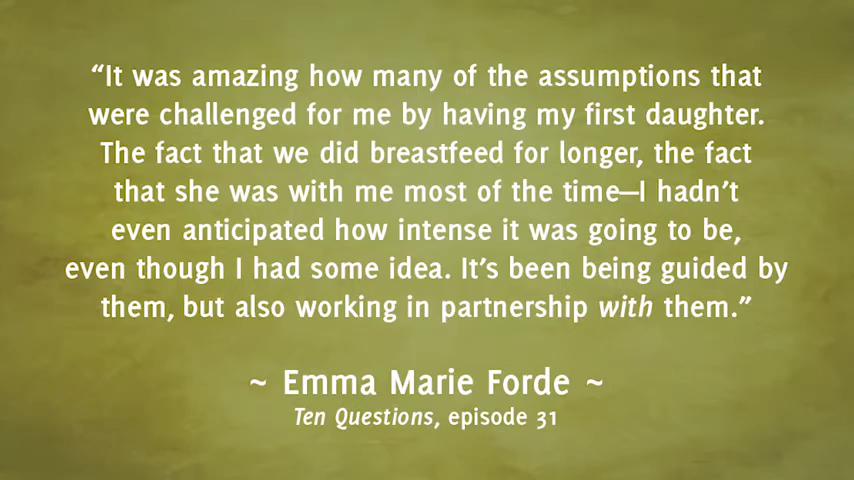 “It was amazing how many of the assumptions that
were challenged for me by having my first daughter.
The fact that we did breastfeed for longer, the fact
that she was with me most of the time—I hadn’t
even anticipated how intense it was going to be,
even though I had some idea. It’s been being guided by
them, but also working in partnership with them.”
~ Emma Marie Forde ~
Ten Questions, episode 31